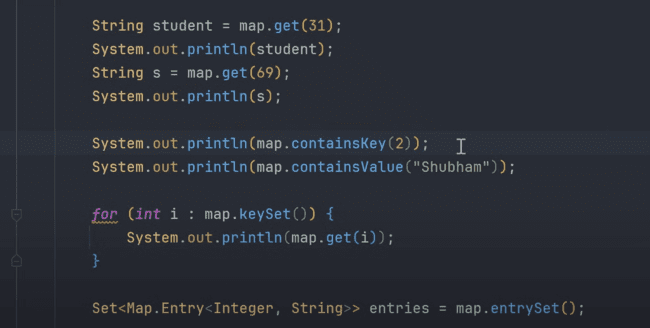 String student = map.get(31);
System.out.println(student);
String s = map.get(69);
System.out.println(s);
System.out.println(map.containsKey(2));
System.out.println(map.containsValue("Shubham"));
for (int i : map.keySet()) {
System.out.println(map.get(i));
}
Set<Map.Entry<Integer, String>> entries = map.entrySet();